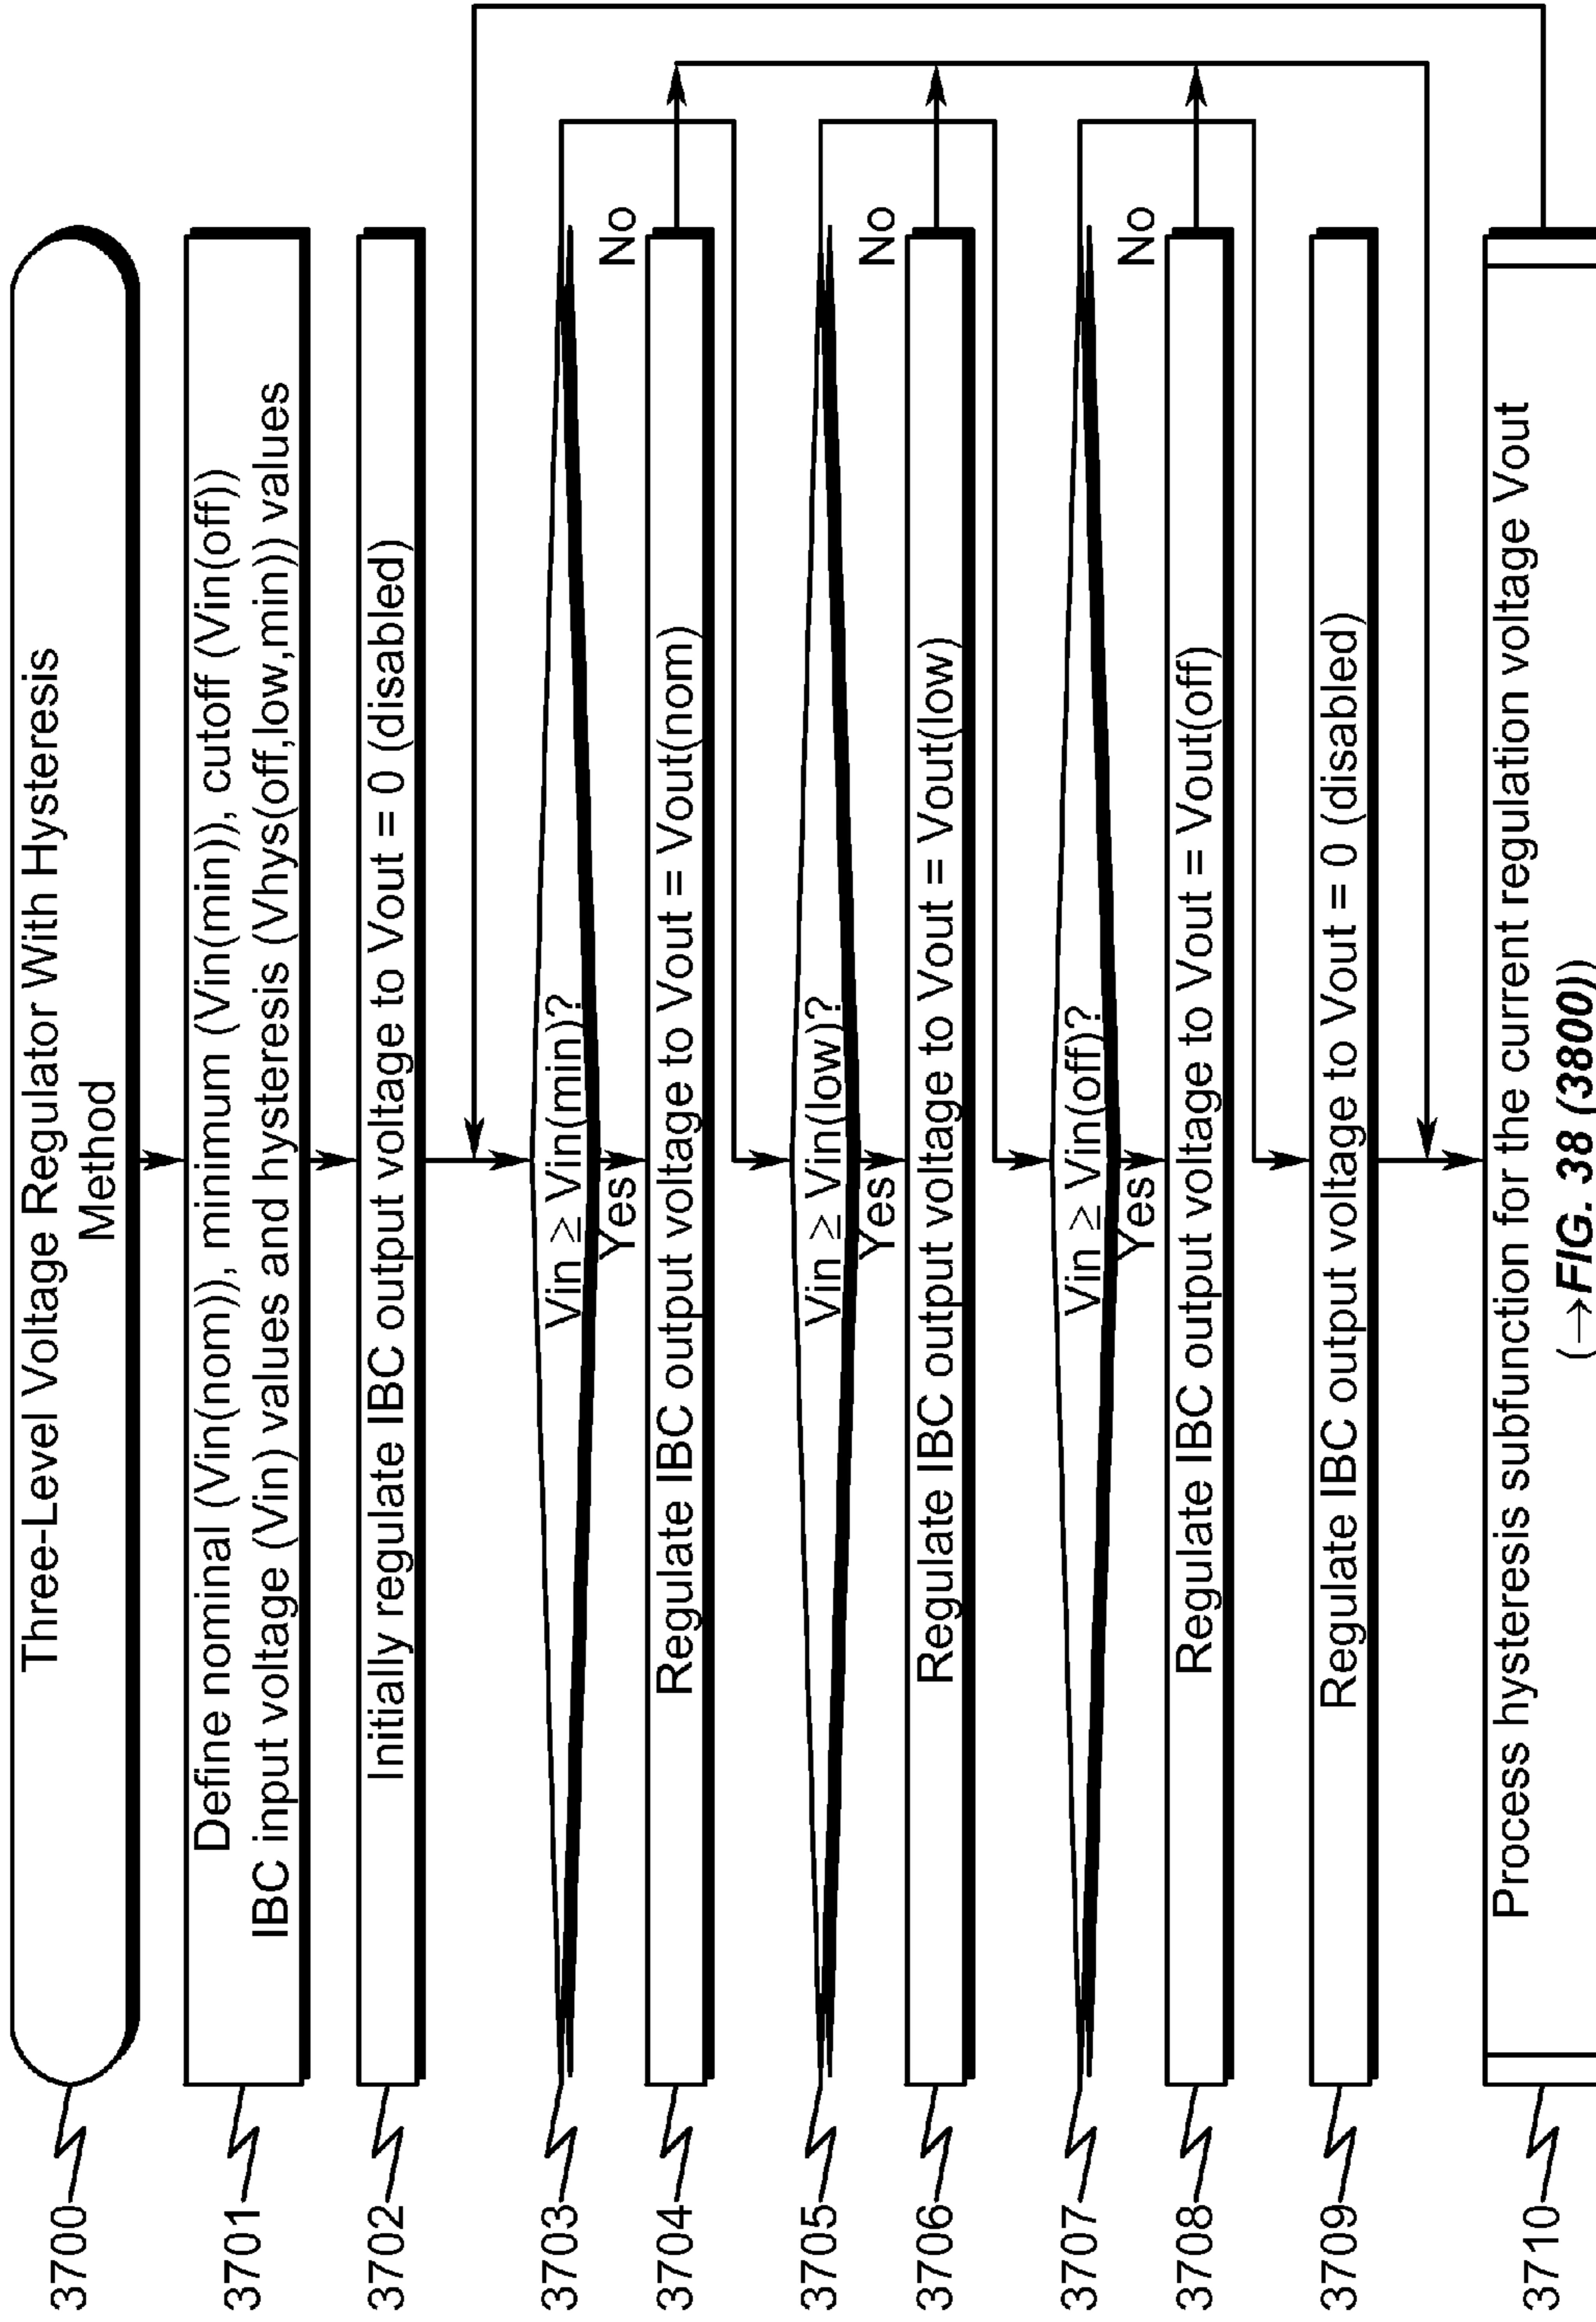 3700
Three-Level Voltage Regulator With Hysteresis
Method
3701
Define nominal (Vin(nom)), minimum (Vin(min)), cutoff (Vin(off))
IBC input voltage (Vin) values and hysteresis (Vhys(off,low,min)) values
3702
Initially regulate IBC output voltage to Vout = 0 (disabled)
3703
Vin ≥ Vin(min)?
Yes
No
3704
Regulate IBC output voltage to Vout = Vout(nom)
3705
Vin ≥ Vin(low)?
Yes
No
3706
Regulate IBC output voltage to Vout = Vout(low)
3707
Vin ≥ Vin(off)?
Yes
No
3708
Regulate IBC output voltage to Vout = Vout(off)
3709
Regulate IBC output voltage to Vout = 0 (disabled)
3710
Process hysteresis subfunction for the current regulation voltage Vout
(→FIG. 38 (3800))